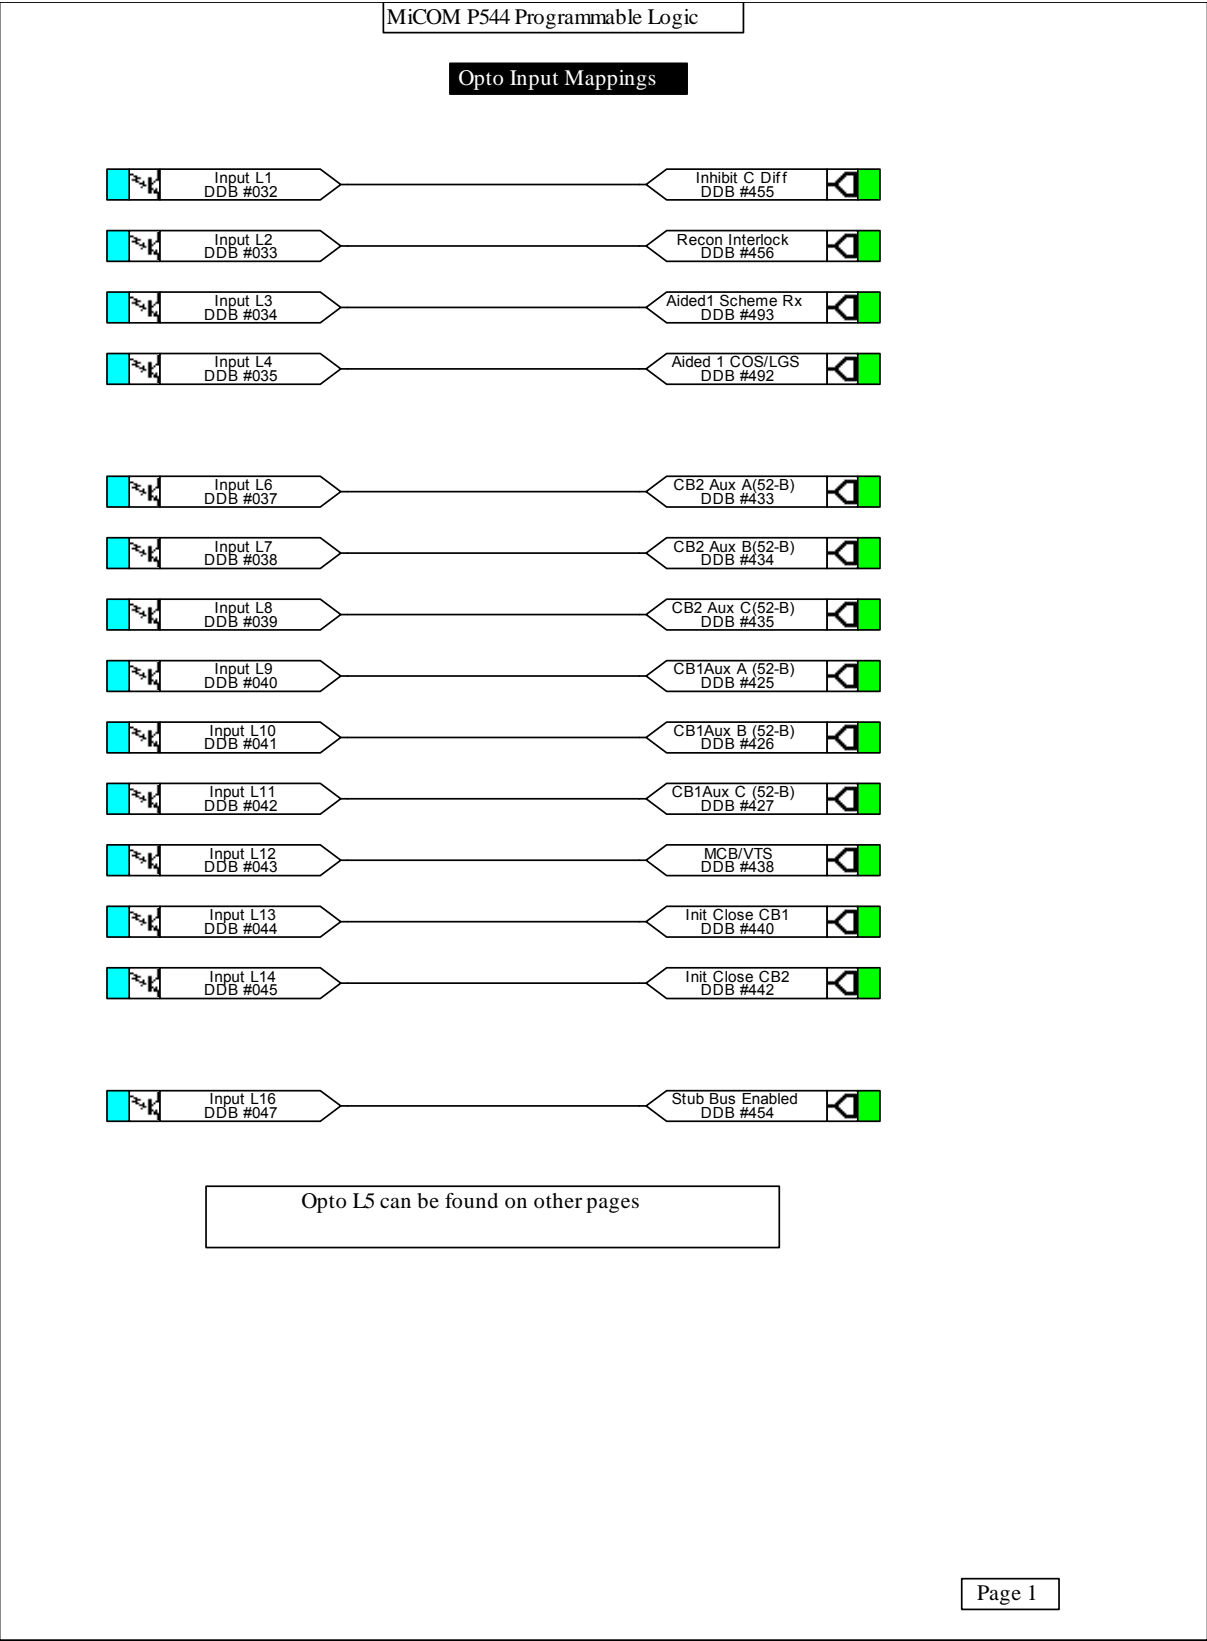 MiCOM P544 Programmable Logic
Opto Input Mappings
Input L1 Inhibit C Diff
DDB #032 DDB #455
Input L2 Recon Interlock
DDB #033 DDB #456
Input L3 Aided1 Scheme Rx
DDB #034 DDB #493
Input L4 Aided 1 COS/LGS
DDB #035 DDB #492
Input L6 CB2 Aux A(52-B)
DDB #037 DDB #433
Input L7 CB2 Aux B(52-B)
DDB #038 DDB #434
Input L8 CB2 Aux C(52-B)
DDB #039 DDB #435
Input L9 CB1Aux A (52-B)
DDB #040 DDB #425
Input L10 CB1Aux B (52-B)
DDB #041 DDB #426
Input L11 CB1Aux C (52-B)
DDB #042 DDB #427
Input L12 MCB/VTS
DDB #043 DDB #438
Input L13 Init Close CB1
DDB #044 DDB #440
Input L14 Init Close CB2
DDB #045 DDB #442
Input L16 Stub Bus Enabled
DDB #047 DDB #454
Opto L5 can be found on other pages
Page 1